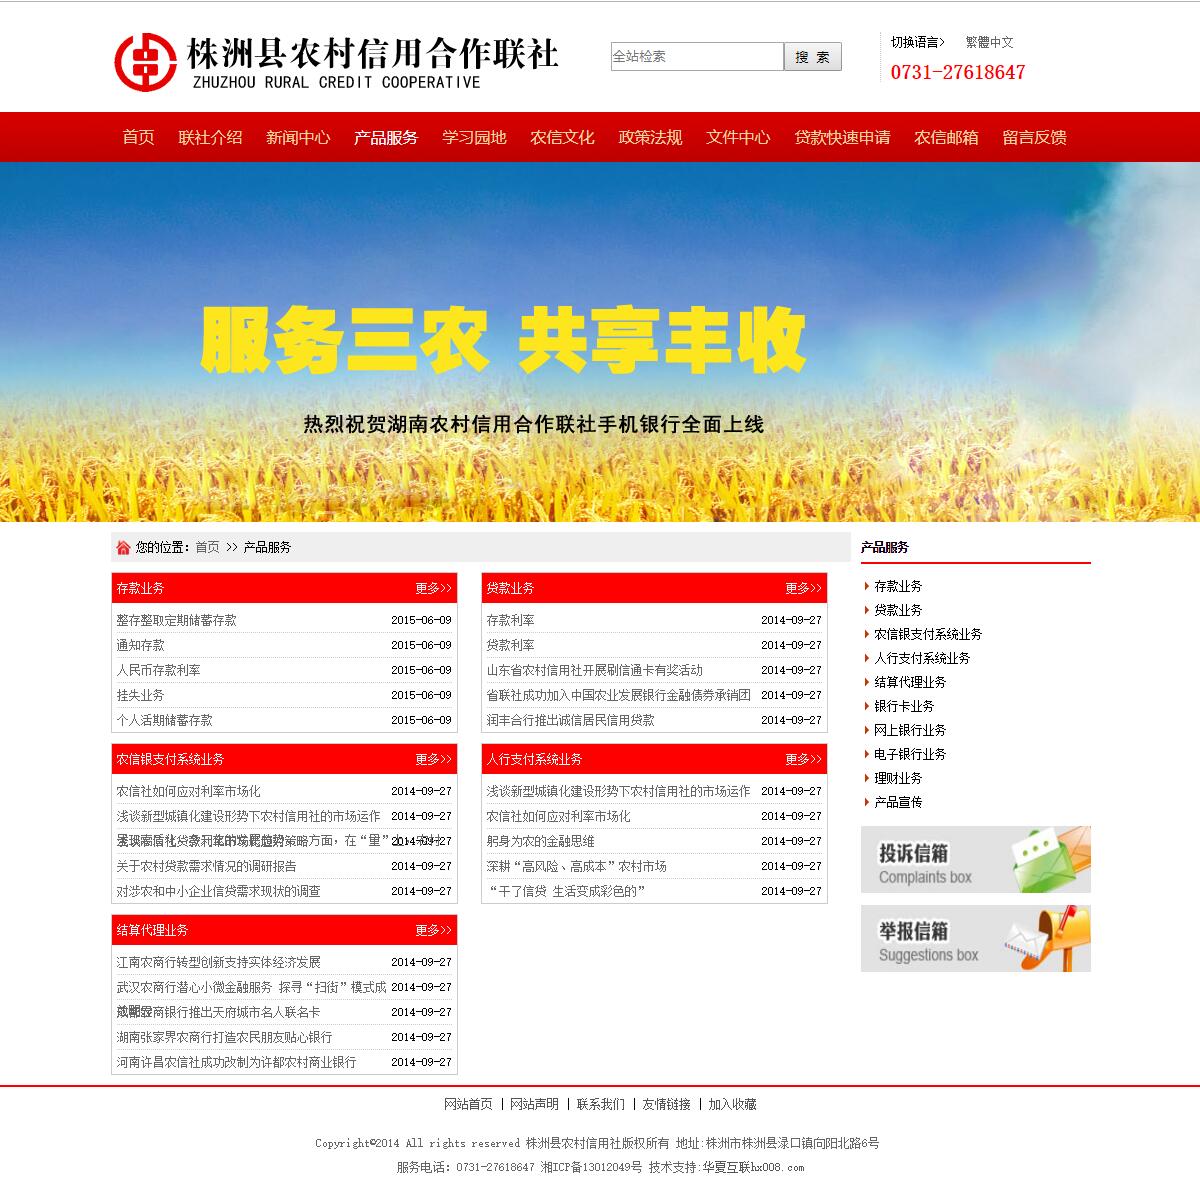 株洲县农村信用合作联社
ZHUZHOU RURAL CREDIT COOPERATIVE
全站检索
搜 索
切换语言>
繁體中文
0731-27618647
首页 联社介绍 新闻中心 产品服务 学习园地 农信文化 政策法规 文件中心 贷款快速申请 农信邮箱 留言反馈
服务三农 共享丰收
热烈祝贺湖南农村信用合作联社手机银行全面上线
您的位置：首页 >> 产品服务
存款业务 更多>>
整存整取定期储蓄存款 2015-06-09
通知存款 2015-06-09
人民币存款利率 2015-06-09
挂失业务 2015-06-09
个人活期储蓄存款 2015-06-09
贷款业务 更多>>
存款利率 2014-09-27
贷款利率 2014-09-27
山东省农村信用社开展刷信通卡有奖活动 2014-09-27
省联社成功加入中国农业发展银行金融债券承销团 2014-09-27
润丰合行推出诚信居民信用贷款 2014-09-27
农信银支付系统业务 更多>>
农信社如何应对利率市场化 2014-09-27
浅谈新型城镇化建设形势下农村信用社的市场运作 2014-09-27
2014-09-27
关于农村贷款需求情况的调研报告 2014-09-27
对涉农和中小企业信贷需求现状的调查 2014-09-27
人行支付系统业务 更多>>
浅谈新型城镇化建设形势下农村信用社的市场运作 2014-09-27
农信社如何应对利率市场化 2014-09-27
躬身为农的金融思维 2014-09-27
深耕“高风险、高成本”农村市场 2014-09-27
“干了信贷 生活变成彩色的” 2014-09-27
结算代理业务 更多>>
江南农商行转型创新支持实体经济发展 2014-09-27
武汉农商行潜心小微金融服务 探寻“扫街”模式成 2014-09-27
农商银行推出天府城市名人联名卡 2014-09-27
湖南张家界农商行打造农民朋友贴心银行 2014-09-27
河南许昌农信社成功改制为许都农村商业银行 2014-09-27
产品服务
存款业务
贷款业务
农信银支付系统业务
人行支付系统业务
结算代理业务
银行卡业务
网上银行业务
电子银行业务
理财业务
产品宣传
投诉信箱
Complaints box
举报信箱
Suggestions box
网站首页 | 网站声明 | 联系我们 | 友情链接 | 加入收藏
Copyright©2014 All rights reserved 株洲县农村信用社版权所有 地址:株洲市株洲县渌口镇向阳北路6号
服务电话：0731-27618647 湘ICP备13012049号 技术支持:华夏互联hx008.com